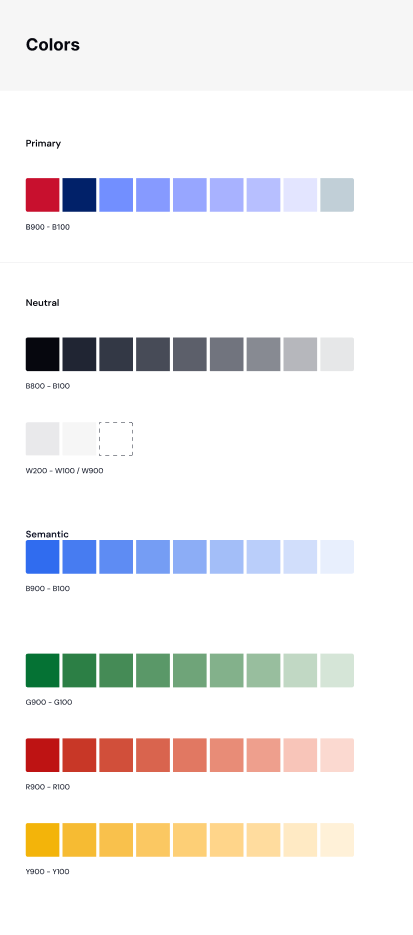 Colors
Primary
B900 - B100
Neutral
B800 - B100
W200 - W100 / W900
Semantic
B900 - B100
G900 - G100
R900 - R100
Y900 - Y100